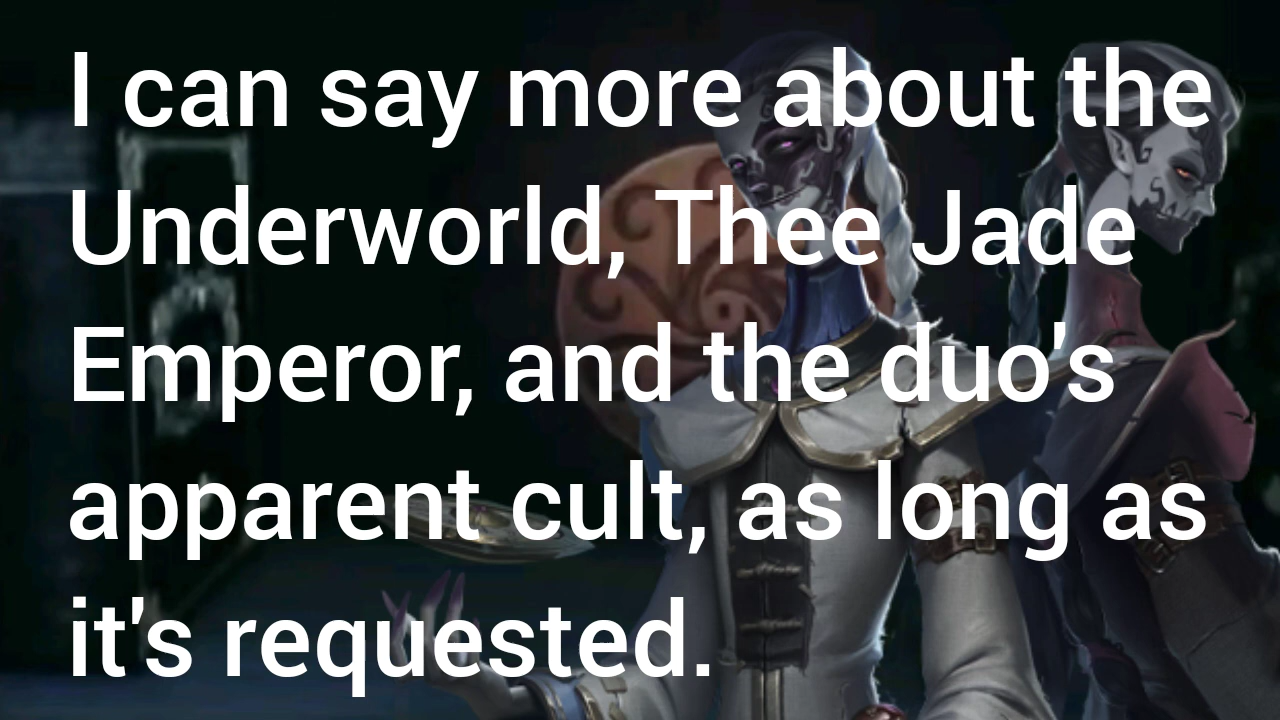 I can say more about the
Underworld, Thee Jade
Emperor, and the duo's
apparent cult, as long as
it's requested.